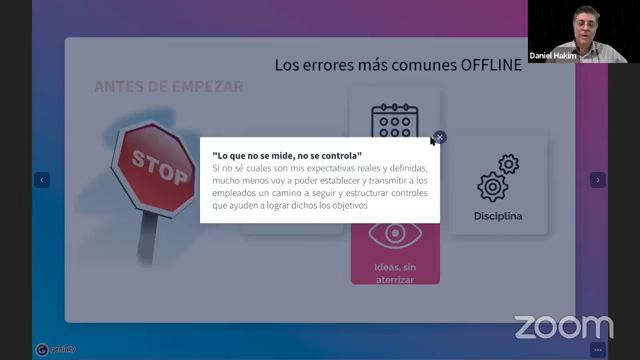 Daniel Hakim
Los errores más comunes OFFLINE
ANTES DE EMPEZAR
STOP
"Lo que no se mide, no se controla"
Si no sé cuales son mis expectativas reales y definidas,
mucho menos voy a poder establecer y transmitir a los
empleados un camino a seguir y estructurar controles
que ayuden a lograr dichos los objetivos
Disciplina
Ideas, sin
aterrizar
zoom
genially